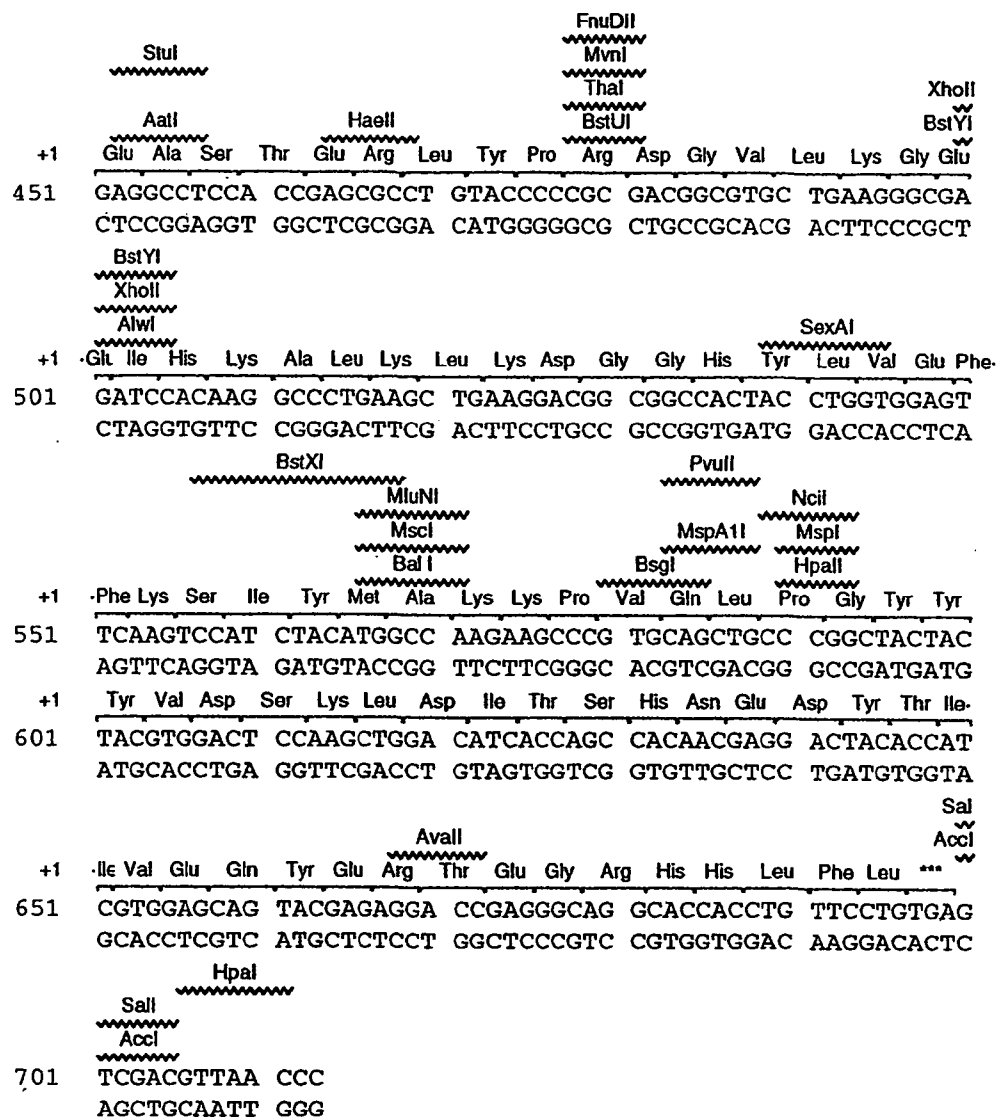 FnuDII
StuI MvnI
ThaI XhoII
AatI HaeII BstUI BstYI
+1 Glu Ala Ser Thr Glu Arg Leu Tyr Pro Arg Asp Gly Val Leu Lys Gly Glu
451 GAGGCCTCCA CCGAGCGCCT GTACCCCCGC GACGGCGTGC TGAAGGGCGA
CTCCGGAGGT GGCTCGCGGA CATGGGGGCG CTGCCGCACG ACTTCCCGCT
BstYI
XhoII
AlwI SexAI
+1 ·Glu Ile His Lys Ala Leu Lys Leu Lys Asp Gly Gly His Tyr Leu Val Glu Phe·
501 GATCCACAAG GCCCTGAAGC TGAAGGACGG CGGCCACTAC CTGGTGGAGT
CTAGGTGTTC CGGGACTTCG ACTTCCTGCC GCCGGTGATG GACCACCTCA
BstXI PvuII
MluNI NciI
MscI MspA1I MspI
Bal I BsgI HpaII
+1 ·Phe Lys Ser Ile Tyr Met Ala Lys Lys Pro Val Gln Leu Pro Gly Tyr Tyr
551 TCAAGTCCAT CTACATGGCC AAGAAGCCCG TGCAGCTGCC CGGCTACTAC
AGTTCAGGTA GATGTACCGG TTCTTCGGGC ACGTCGACGG GCCGATGATG
+1 Tyr Val Asp Ser Lys Leu Asp Ile Thr Ser His Asn Glu Asp Tyr Thr Ile·
601 TACGTGGACT CCAAGCTGGA CATCACCAGC CACAACGAGG ACTACACCAT
ATGCACCTGA GGTTCGACCT GTAGTGGTCG GTGTTGCTCC TGATGTGGTA
SalI
AvaII AccI
+1 ·Ile Val Glu Gln Tyr Glu Arg Thr Glu Gly Arg His His Leu Phe Leu ***
651 CGTGGAGCAG TACGAGAGGA CCGAGGGCAG GCACCACCTG TTCCTGTGAG
GCACCTCGTC ATGCTCTCCT GGCTCCCGTC CGTGGTGGAC AAGGACACTC
HpaI
SalI
AccI
701 TCGACGTTAA CCC
AGCTGCAATT GGG